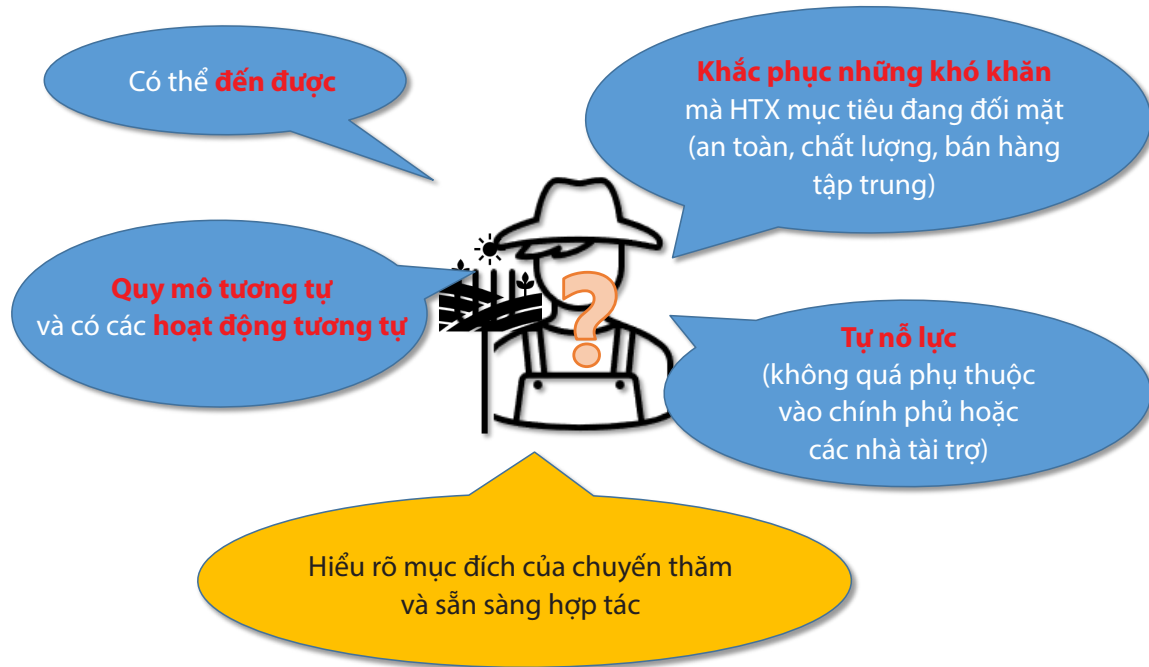 Có thể đến được
Khắc phục những khó khăn
mà HTX mục tiêu đang đối mặt
(an toàn, chất lượng, bán hàng
tập trung)
Quy mô tương tự
và có các hoạt động tương tự
?
Tự nỗ lực
(không quá phụ thuộc
vào chính phủ hoặc
các nhà tài trợ)
Hiểu rõ mục đích của chuyến thăm
và sẵn sàng hợp tác